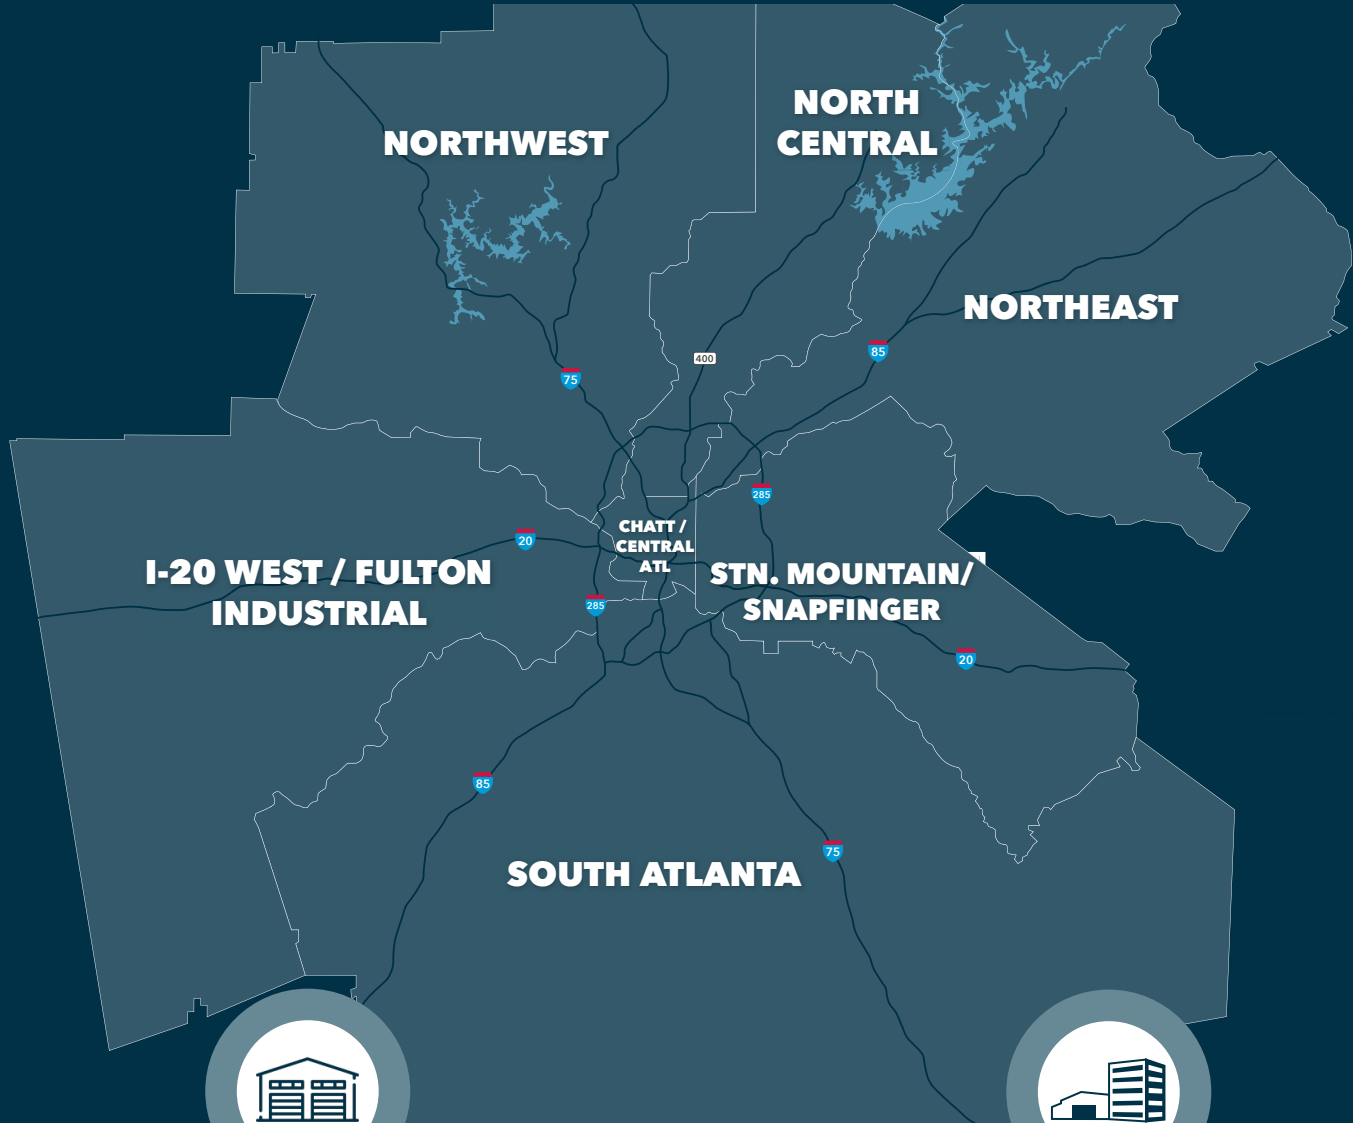 NORTH
CENTRAL
NORTHWEST
NORTHEAST
85
400
75
285
CHATT /
CENTRAL
ATL
20
I-20 WEST / FULTON
INDUSTRIAL
STN. MOUNTAIN/
SNAPFINGER
285
20
85
75
SOUTH ATLANTA